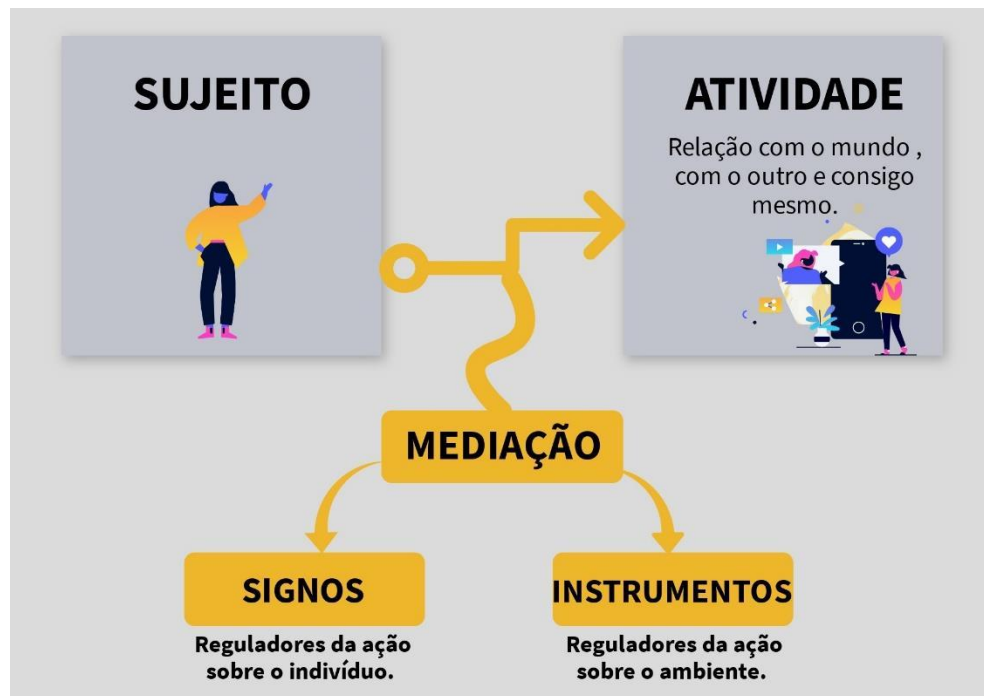 SUJEITO
ATIVIDADE
Relação com o mundo ,
com o outro e consigo
mesmo.
MEDIAÇÃO
SIGNOS
Reguladores da ação
sobre o indivíduo.
INSTRUMENTOS
Reguladores da ação
sobre o ambiente.